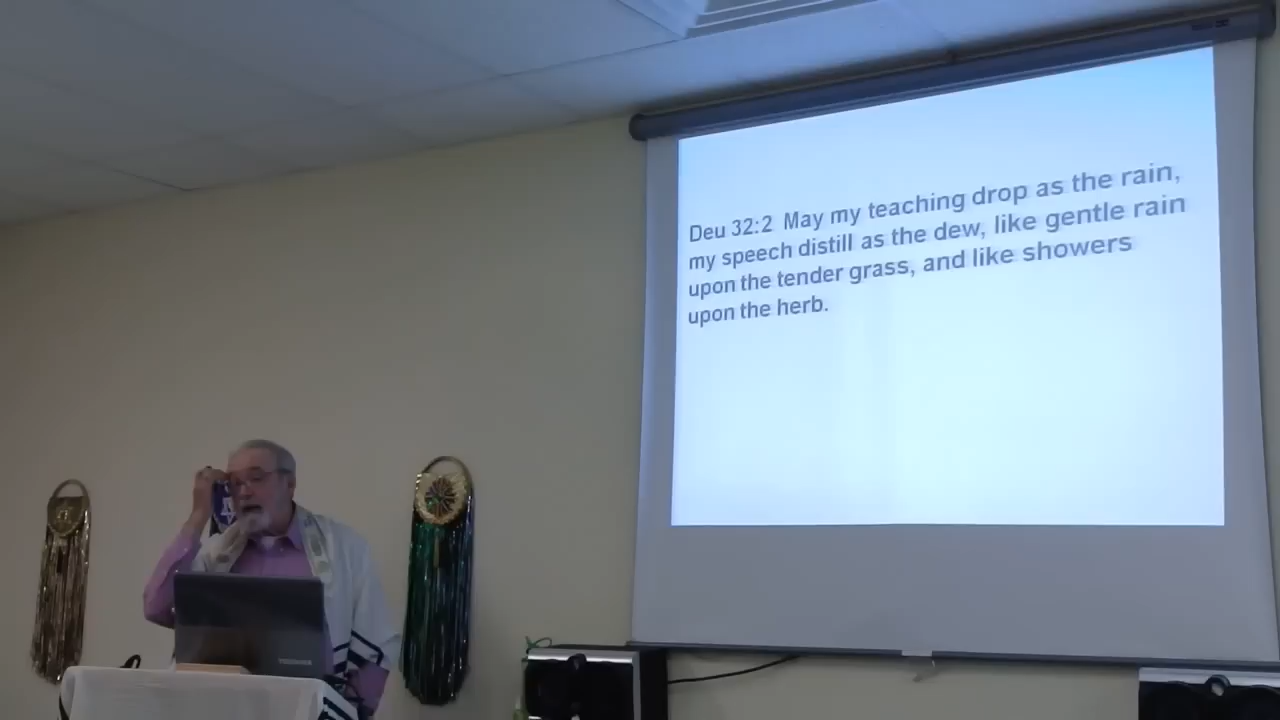 Deu 32:2 May my teaching drop as the rain,
my speech distill as the dew, like gentle rain
upon the tender grass, and like showers
upon the herb.
TOSHIBA